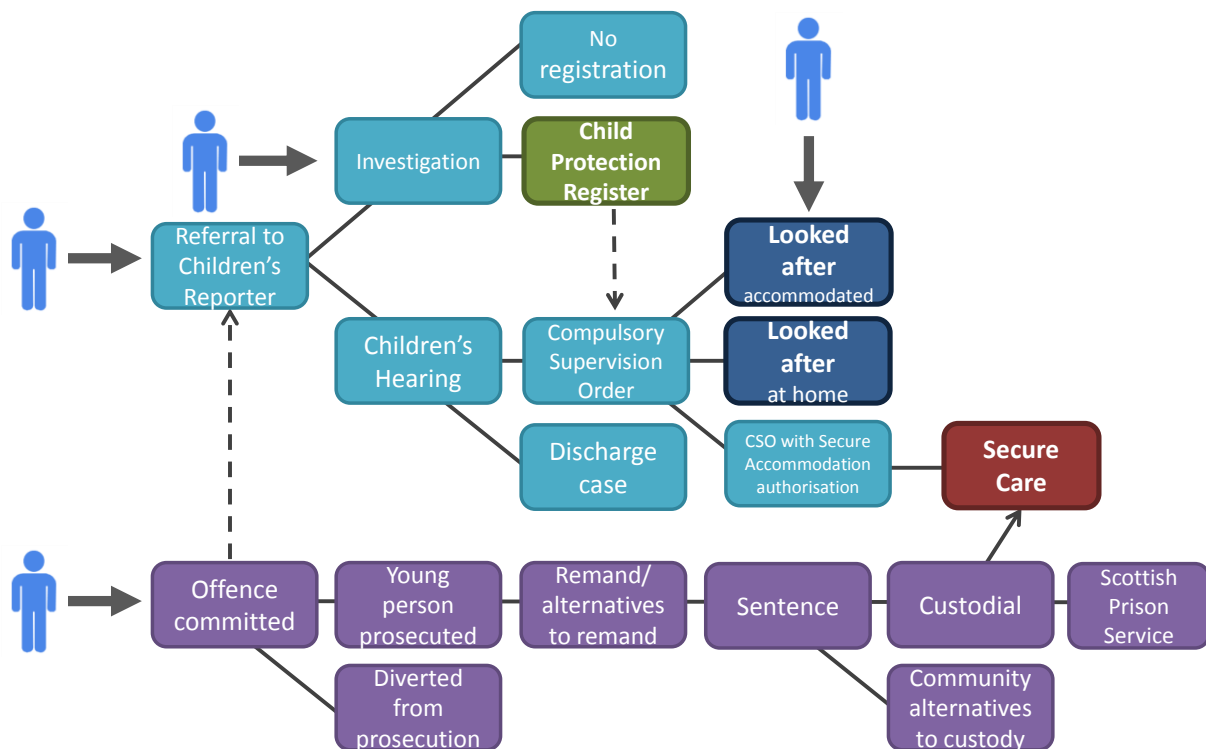 No
registration
Investigation
Child
Protection
Register
Referral to
Children's
Reporter
Looked
after
accommodated
Children's
Hearing
Compulsory
Supervision
Order
Looked
after
at home
Discharge
case
CSO with Secure
Accommodation
authorisation
Secure
Care
Offence
committed
Young
person
prosecuted
Remand/
alternatives
to remand
Sentence
Custodial
Scottish
Prison
Service
Diverted
from
prosecution
Community
alternatives
to custody